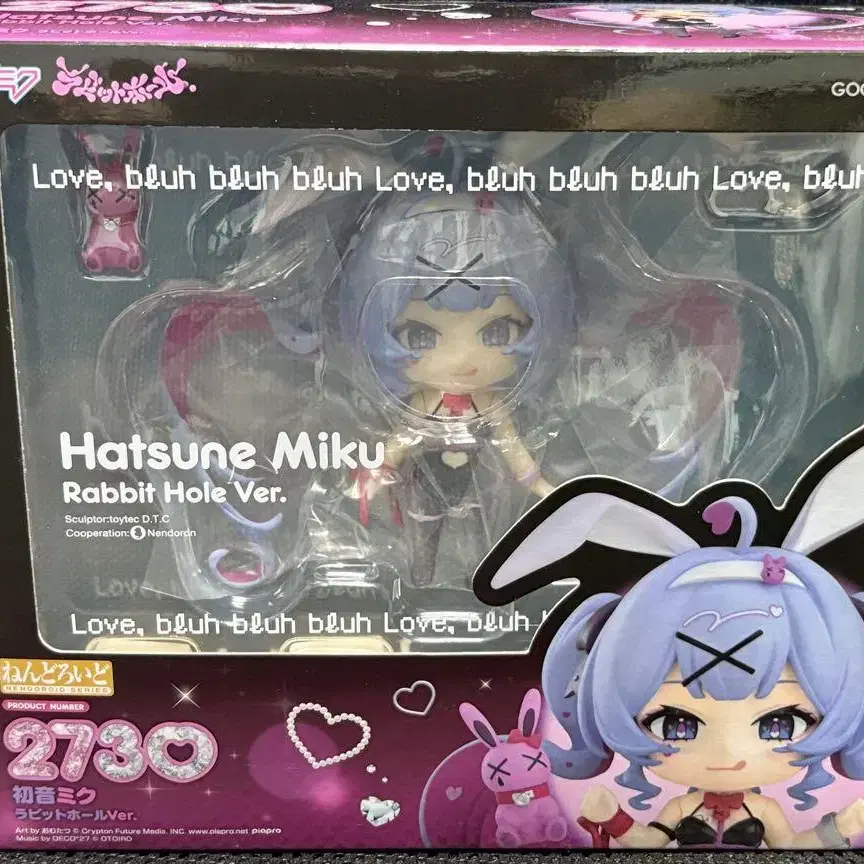 Hatsune Miku
ミク
ラビットホール
GOO
Love, bluh bluh bluh Love, bluh bluh bluh Love, bluh
Hatsune Miku
Rabbit Hole Ver.
Sculptor:toytec D.T.C
Cooperation: Nendoron
Love, bluh bluh bluh Love, bluh
ねんどろいど
NENDOROID SERIES
PRODUCT NUMBER
2730
初音ミク
ラビットホールVer.
Art by おむたつ © Crypton Future Media, INC. www.piapro.net piapro
Music by DECO*27 © OTOIRO